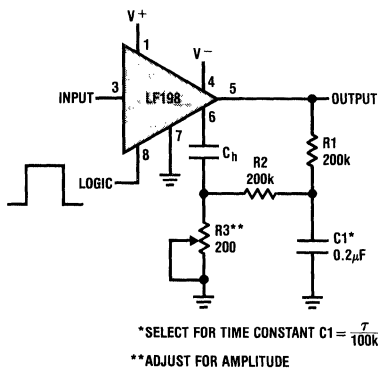 V+
1
V−
4
INPUT
3
LF198
5
OUTPUT
6
7
8
LOGIC
Ch
R1
200k
R2
200k
R3**
200
C1*
0.2μF
*SELECT FOR TIME CONSTANT C1 = τ/100k
**ADJUST FOR AMPLITUDE